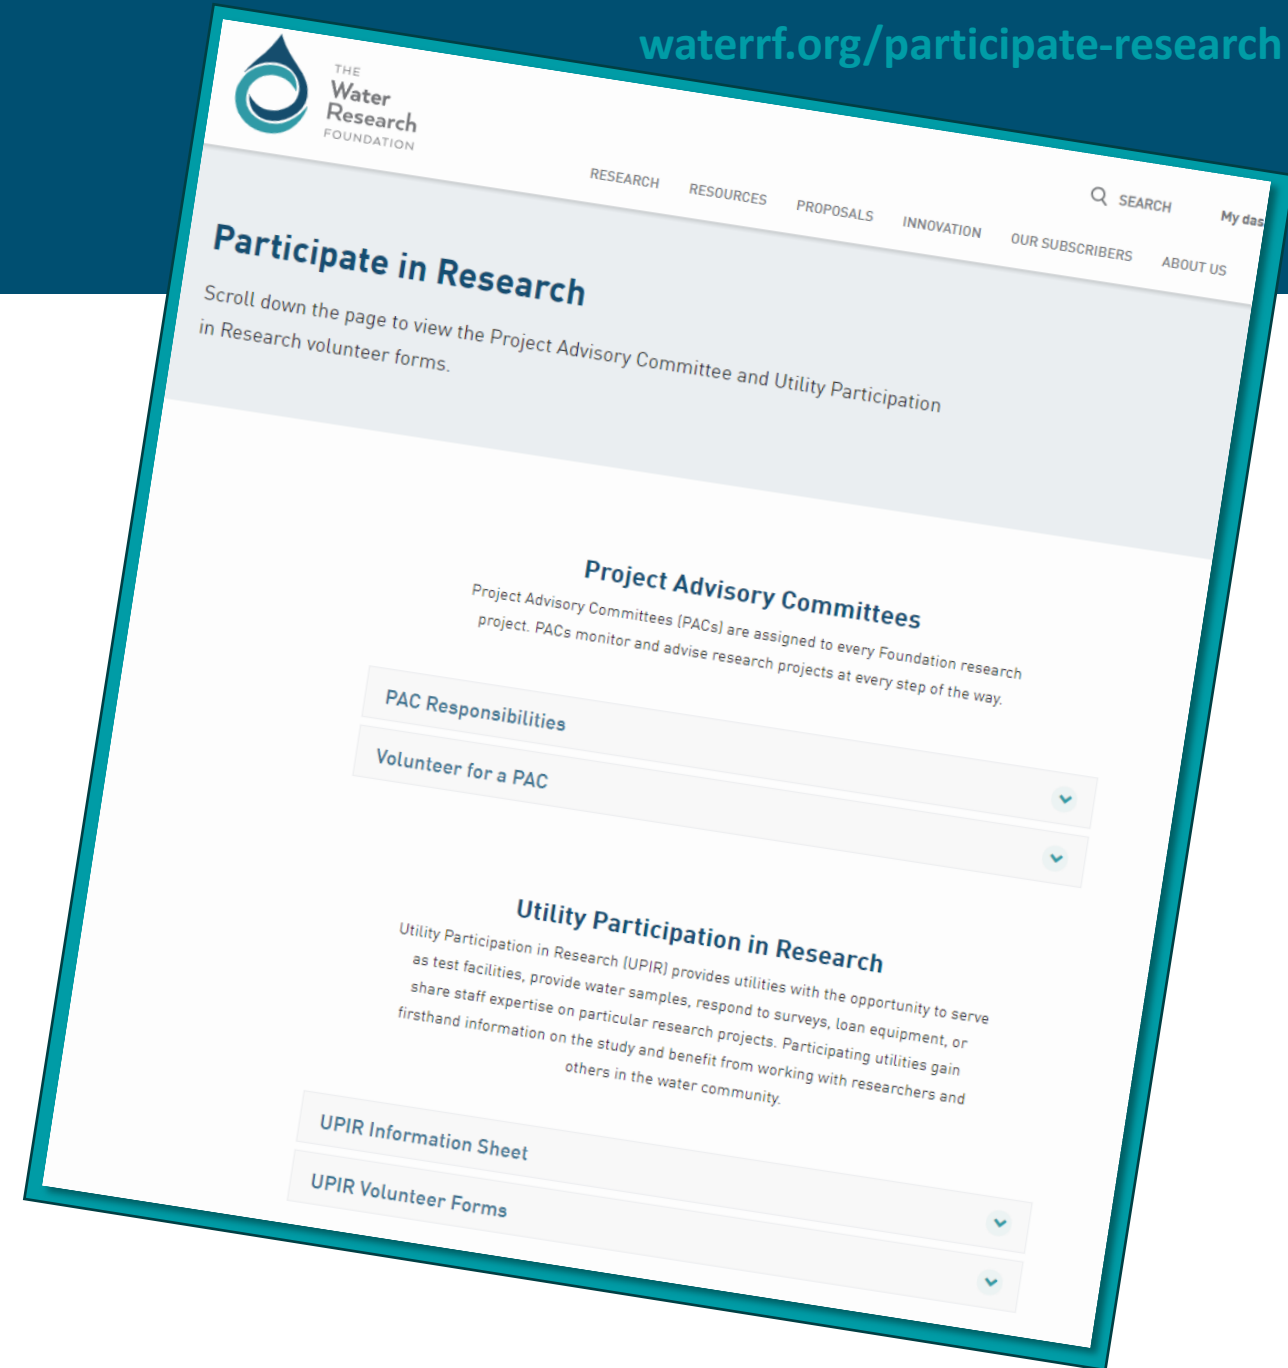 waterrf.org/participate-research
THE
Water
Research
FOUNDATION
SEARCH
My das
RESEARCH
RESOURCES
PROPOSALS
INNOVATION
OUR SUBSCRIBERS
ABOUT US
Participate in Research
Scroll down the page to view the Project Advisory Committee and Utility Participation
in Research volunteer forms.
Project Advisory Committees
Project Advisory Committees (PACs) are assigned to every Foundation research
project. PACs monitor and advise research projects at every step of the way.
PAC Responsibilities
Volunteer for a PAC
Utility Participation in Research
Utility Participation in Research (UPIR) provides utilities with the opportunity to serve
as test facilities, provide water samples, respond to surveys, loan equipment, or
share staff expertise on particular research projects. Participating utilities gain
firsthand information on the study and benefit from working with researchers and
others in the water community.
UPIR Information Sheet
UPIR Volunteer Forms